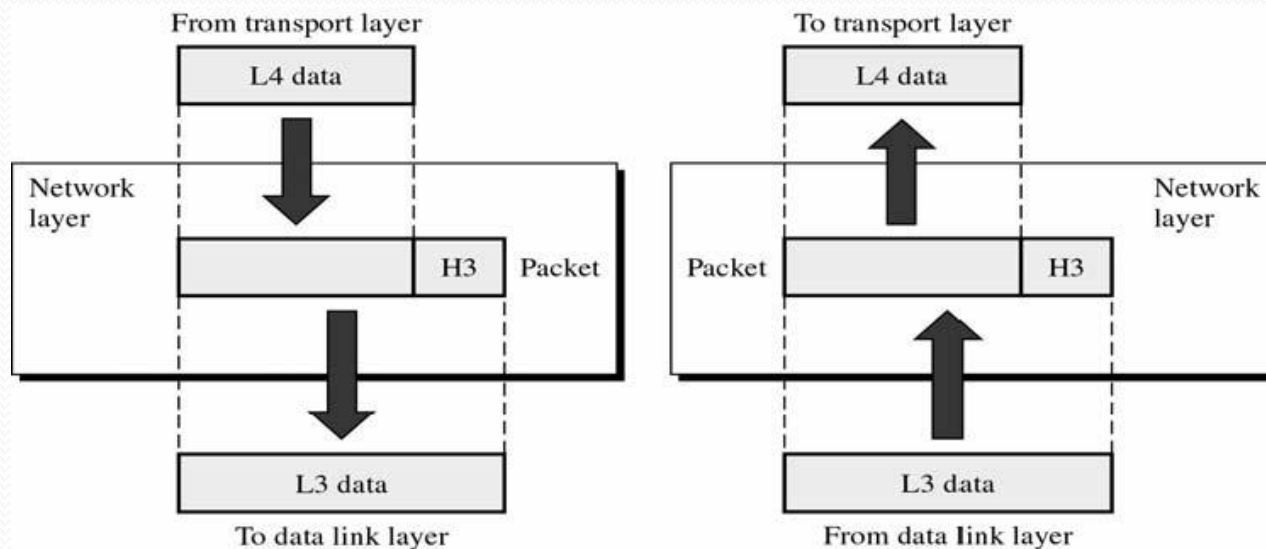 From transport layer
L4 data
Network
layer
H3
Packet
L3 data
To data link layer
To transport layer
L4 data
Network
layer
Packet
H3
L3 data
From data link layer